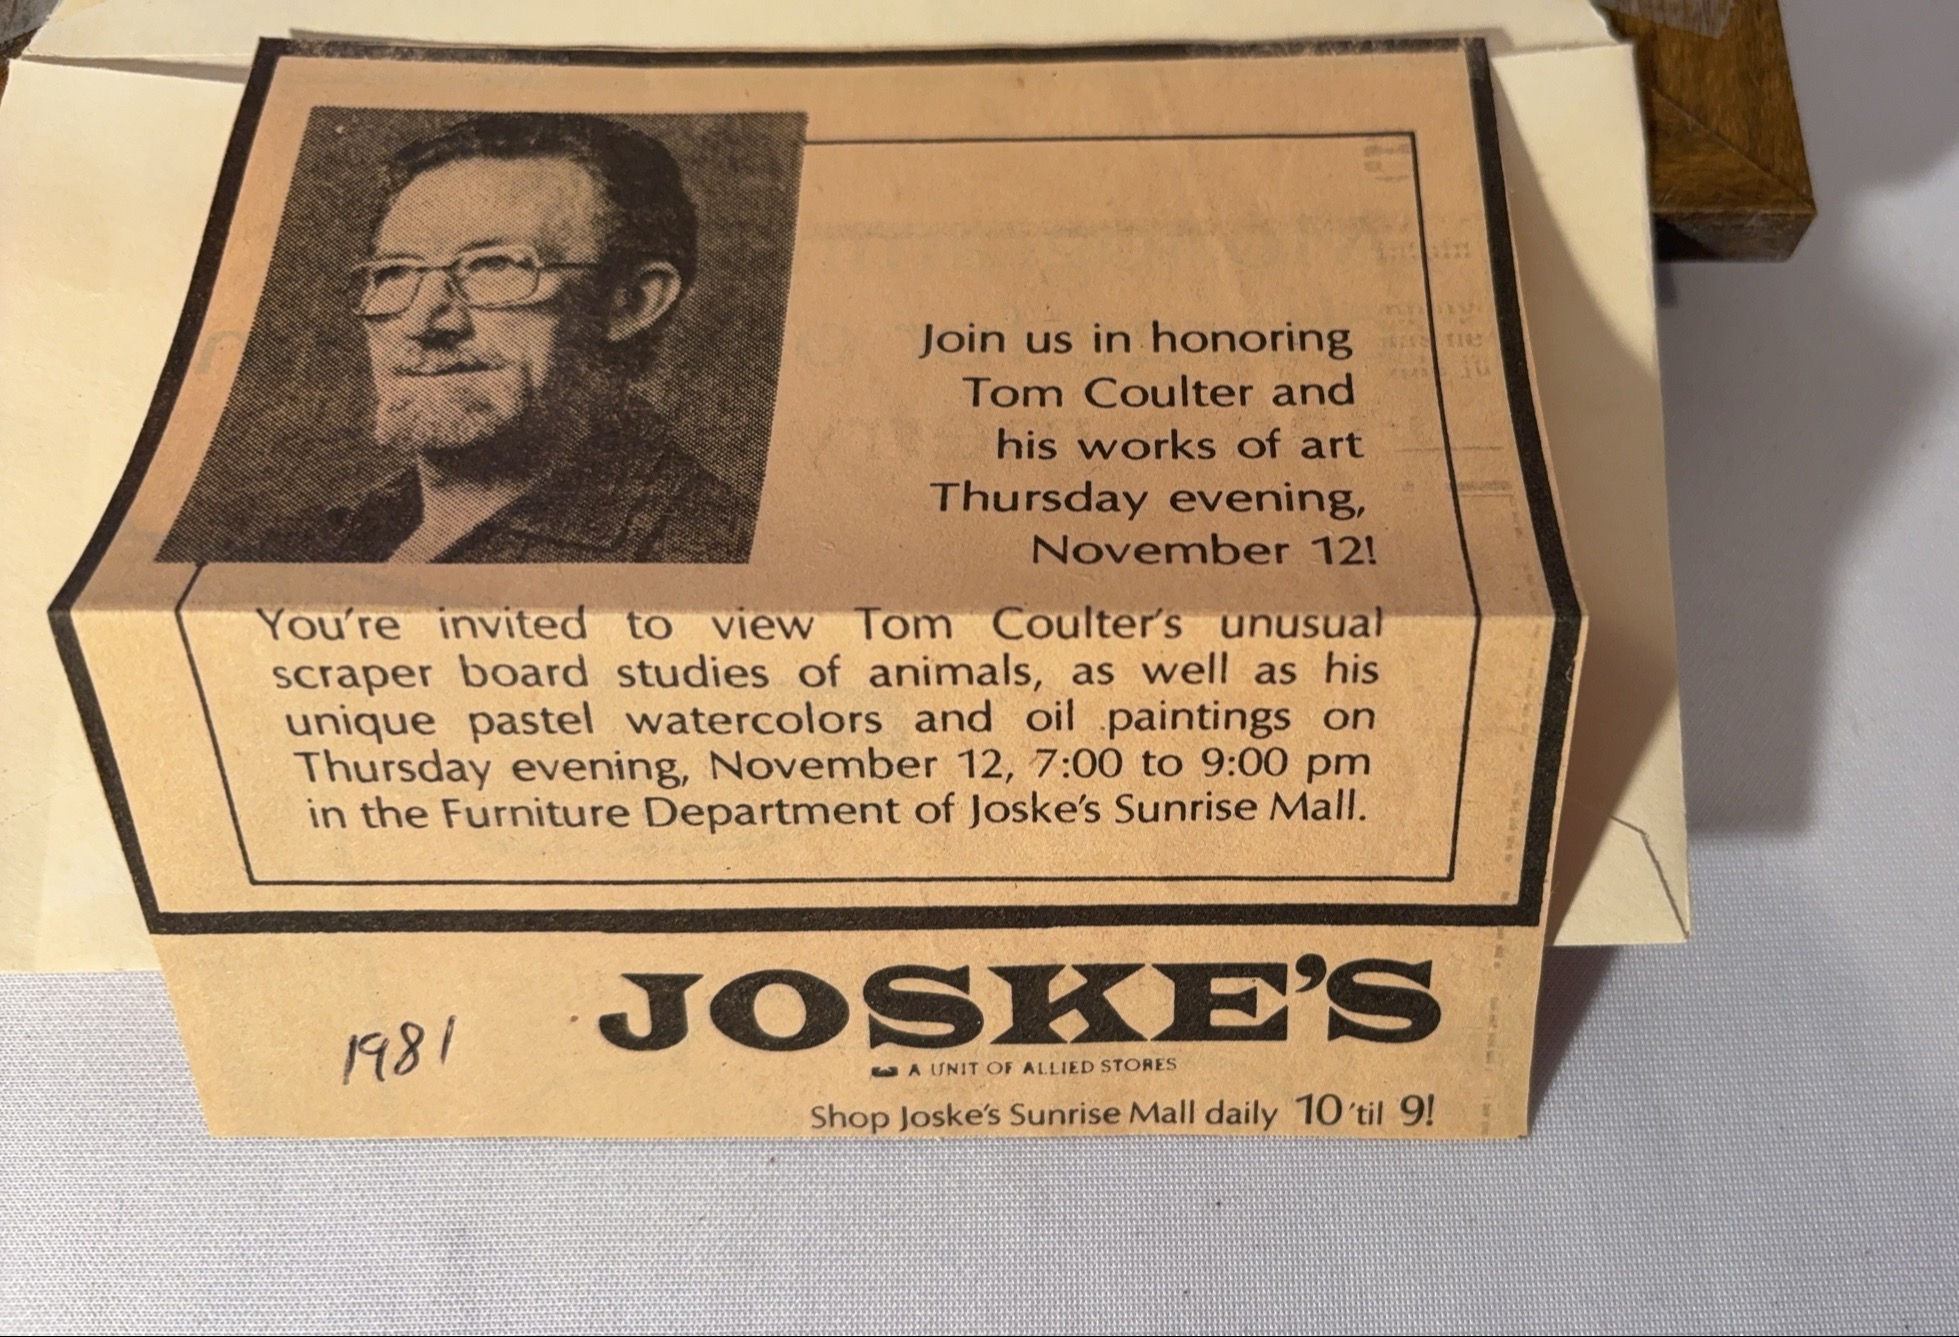 Join us in honoring
Tom Coulter and
his works of art
Thursday evening,
November 12!
You're invited to view Tom Coulter's unusual
scraper board studies of animals, as well as his
unique pastel watercolors and oil paintings on
Thursday evening, November 12, 7:00 to 9:00 pm
in the Furniture Department of Joske's Sunrise Mall.
JOSKE'S
A UNIT OF ALLIED STORES
1981
Shop Joske's Sunrise Mall daily 10 'til 9!